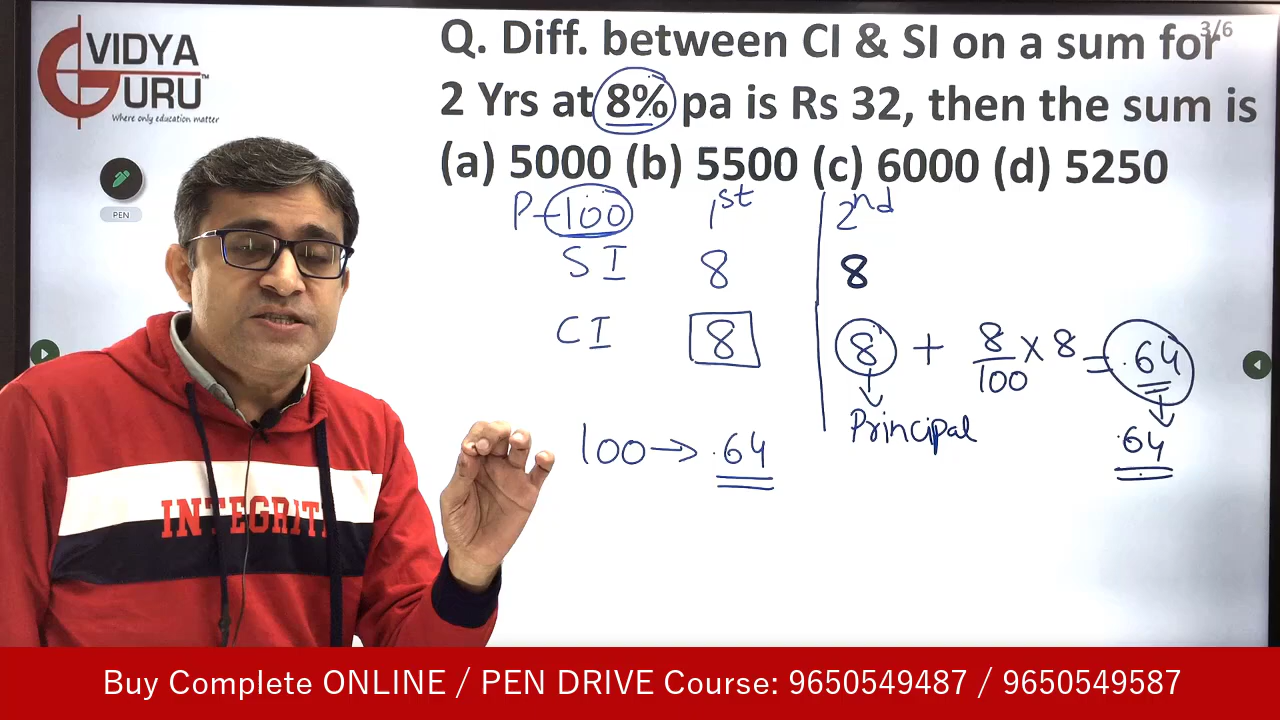 VIDYA
GURU™
Where only education matter
3/6
Q. Diff. between CI & SI on a sum for
2 Yrs at 8% pa is Rs 32, then the sum is
(a) 5000 (b) 5500 (c) 6000 (d) 5250
PEN
P-100 1st 2nd
SI 8 8
CI 8 8 + 8/100 × 8 = .64
Principal .64
100 → .64
INTEGRIT
Buy Complete ONLINE / PEN DRIVE Course: 9650549487 / 9650549587